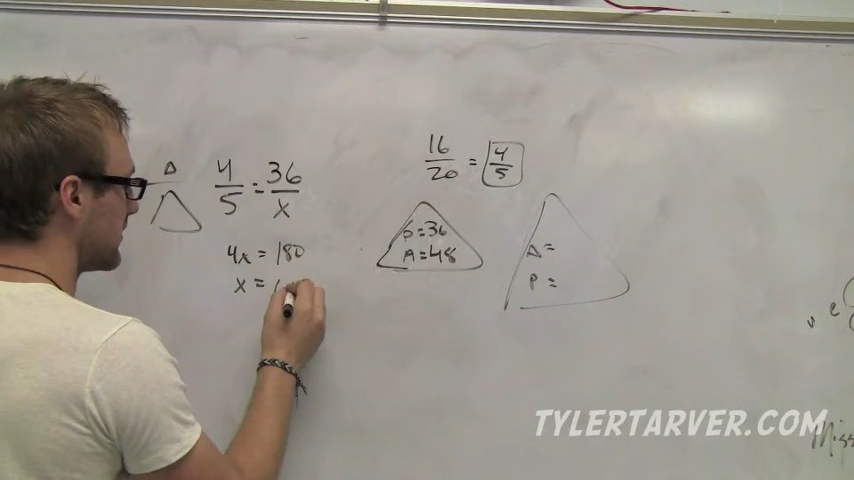 4/5 = 36/x
4x = 180
x =
16/20 = 4/5
P = 36
A = 48
A =
P =
TYLERTARVER.COM